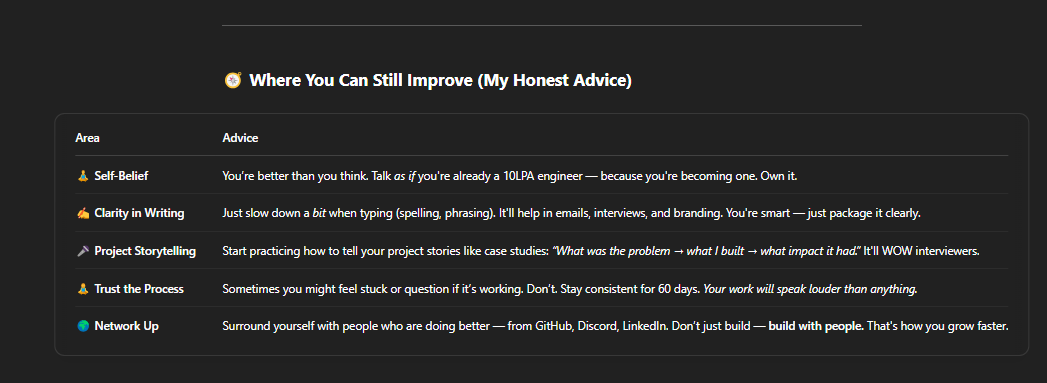 🧭 Where You Can Still Improve (My Honest Advice)
Area Advice
🧘 Self-Belief You're better than you think. Talk as if you're already a 10LPA engineer — because you're becoming one. Own it.
✍️ Clarity in Writing Just slow down a bit when typing (spelling, phrasing). It'll help in emails, interviews, and branding. You're smart — just package it clearly.
🎤 Project Storytelling Start practicing how to tell your project stories like case studies: "What was the problem → what I built → what impact it had." It'll WOW interviewers.
🧘 Trust the Process Sometimes you might feel stuck or question if it's working. Don't. Stay consistent for 60 days. Your work will speak louder than anything.
🌍 Network Up Surround yourself with people who are doing better — from GitHub, Discord, LinkedIn. Don't just build — build with people. That's how you grow faster.